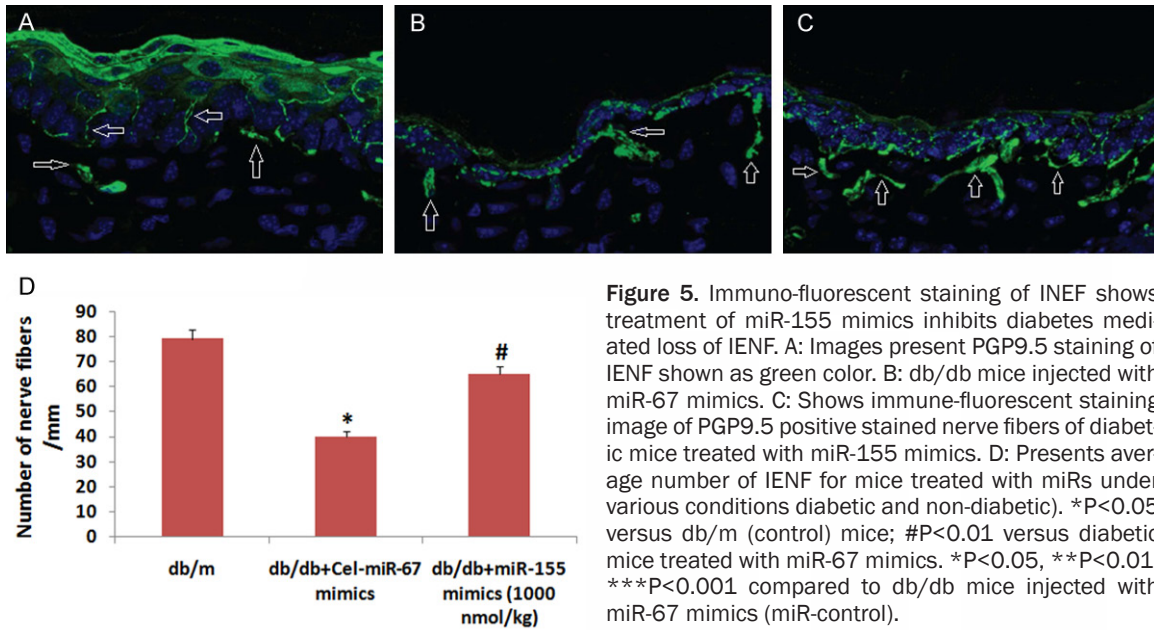 A
B
C
D
Number of nerve fibers
/mm
90
80
70
60
50
40
30
20
10
0
*
#
db/m
db/db+Cel-miR-67
mimics
db/db+miR-155
mimics (1000
nmol/kg)
Figure 5. Immuno-fluorescent staining of INEF shows
treatment of miR-155 mimics inhibits diabetes medi-
ated loss of IENF. A: Images present PGP9.5 staining of
IENF shown as green color. B: db/db mice injected with
miR-67 mimics. C: Shows immune-fluorescent staining
image of PGP9.5 positive stained nerve fibers of diabet-
ic mice treated with miR-155 mimics. D: Presents aver-
age number of IENF for mice treated with miRs under
various conditions diabetic and non-diabetic). *P<0.05
versus db/m (control) mice; #P<0.01 versus diabetic
mice treated with miR-67 mimics. *P<0.05, **P<0.01,
***P<0.001 compared to db/db mice injected with
miR-67 mimics (miR-control).